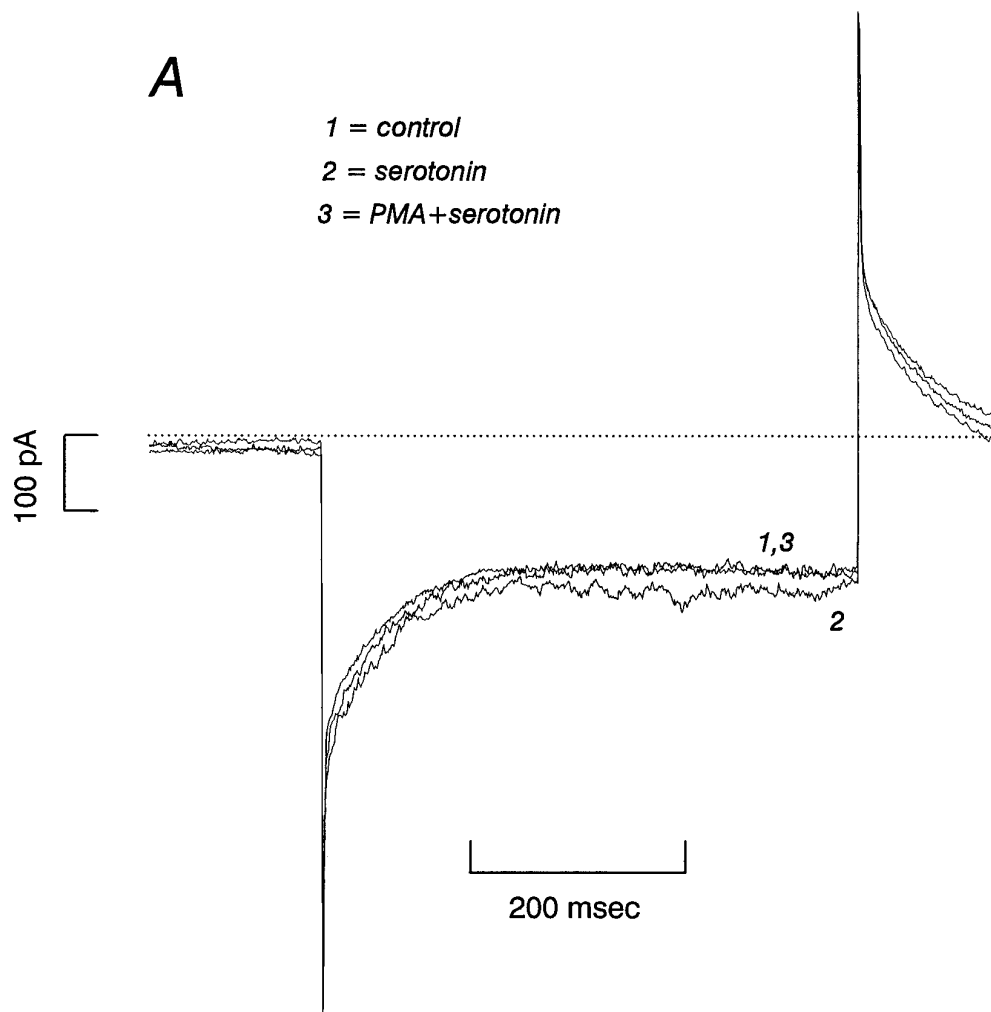 A
1 = control
2 = serotonin
3 = PMA+serotonin
100 pA
1,3
2
200 msec